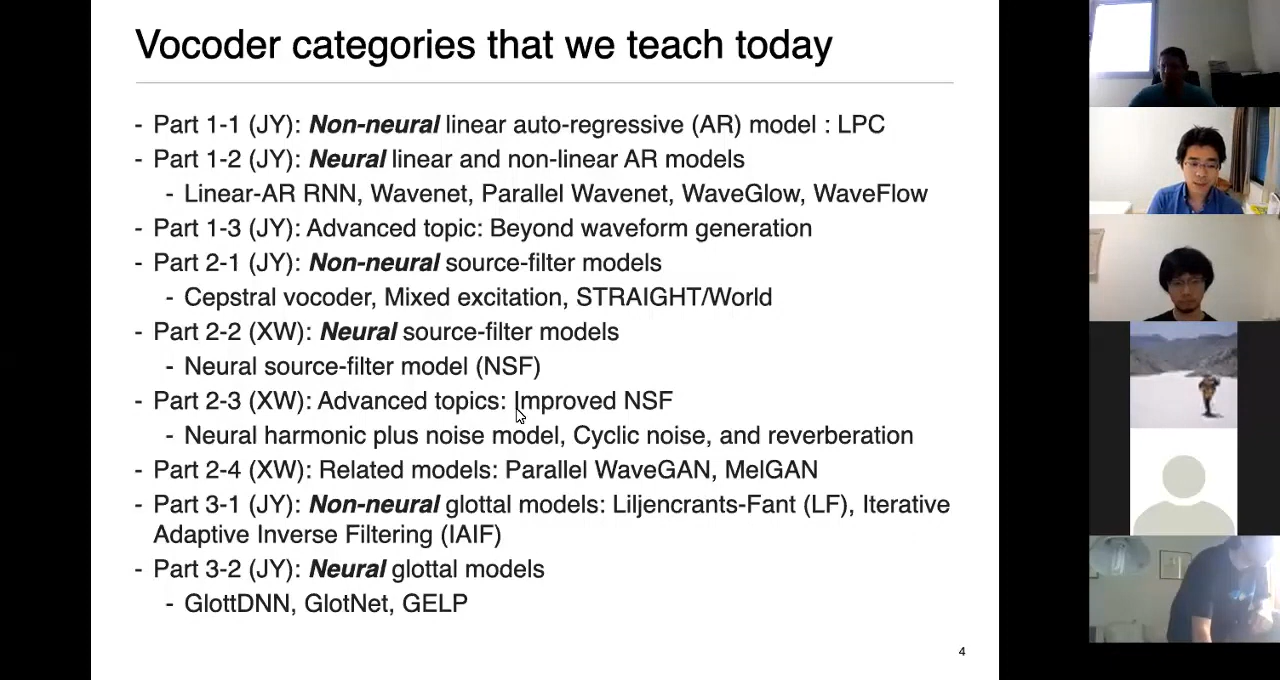 Vocoder categories that we teach today
- Part 1-1 (JY): Non-neural linear auto-regressive (AR) model : LPC
- Part 1-2 (JY): Neural linear and non-linear AR models
- Linear-AR RNN, Wavenet, Parallel Wavenet, WaveGlow, WaveFlow
- Part 1-3 (JY): Advanced topic: Beyond waveform generation
- Part 2-1 (JY): Non-neural source-filter models
- Cepstral vocoder, Mixed excitation, STRAIGHT/World
- Part 2-2 (XW): Neural source-filter models
- Neural source-filter model (NSF)
- Part 2-3 (XW): Advanced topics: Improved NSF
- Neural harmonic plus noise model, Cyclic noise, and reverberation
- Part 2-4 (XW): Related models: Parallel WaveGAN, MelGAN
- Part 3-1 (JY): Non-neural glottal models: Liljencrants-Fant (LF), Iterative
Adaptive Inverse Filtering (IAIF)
- Part 3-2 (JY): Neural glottal models
- GlottDNN, GlotNet, GELP
4